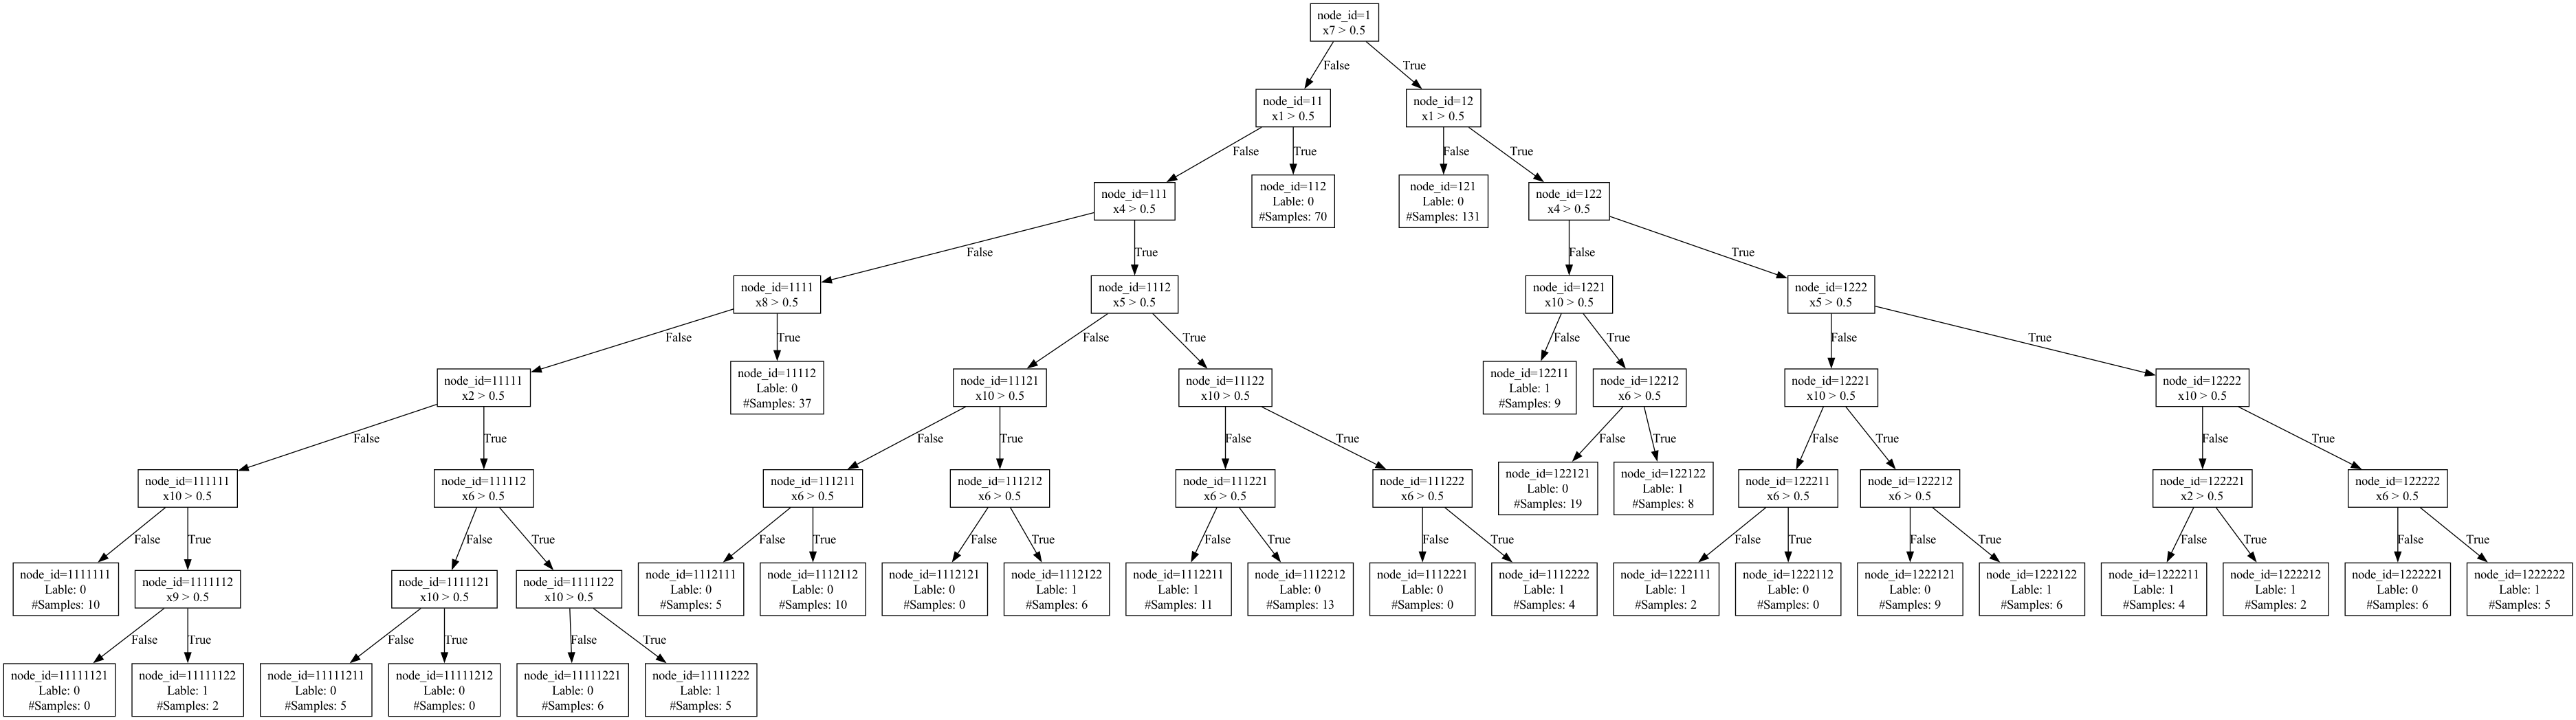 node_id=1
x7 > 0.5
False
True
node_id=11
x1 > 0.5
node_id=12
x1 > 0.5
False
True
False
True
node_id=111
x4 > 0.5
node_id=112
Lable: 0
#Samples: 70
node_id=121
Lable: 0
#Samples: 131
node_id=122
x4 > 0.5
False
True
False
True
node_id=1111
x8 > 0.5
node_id=1112
x5 > 0.5
node_id=1221
x10 > 0.5
node_id=1222
x5 > 0.5
False
True
False
True
False
True
False
True
node_id=11111
x2 > 0.5
node_id=11112
Lable: 0
#Samples: 37
node_id=11121
x10 > 0.5
node_id=11122
x10 > 0.5
node_id=12211
Lable: 1
#Samples: 9
node_id=12212
x6 > 0.5
node_id=12221
x10 > 0.5
node_id=12222
x10 > 0.5
False
True
False
True
False
True
False
True
False
True
False
True
node_id=111111
x10 > 0.5
node_id=111112
x6 > 0.5
node_id=111211
x6 > 0.5
node_id=111212
x6 > 0.5
node_id=111221
x6 > 0.5
node_id=111222
x6 > 0.5
node_id=122121
Lable: 0
#Samples: 19
node_id=122122
Lable: 1
#Samples: 8
node_id=122211
x6 > 0.5
node_id=122212
x6 > 0.5
node_id=122221
x2 > 0.5
node_id=122222
x6 > 0.5
False
True
False
True
False
True
False
True
False
True
False
True
False
True
False
True
False
True
False
True
node_id=1111111
Lable: 0
#Samples: 10
node_id=1111112
x9 > 0.5
node_id=1111121
x10 > 0.5
node_id=1111122
x10 > 0.5
node_id=1112111
Lable: 0
#Samples: 5
node_id=1112112
Lable: 0
#Samples: 10
node_id=1112121
Lable: 0
#Samples: 0
node_id=1112122
Lable: 1
#Samples: 6
node_id=1112211
Lable: 1
#Samples: 11
node_id=1112212
Lable: 0
#Samples: 13
node_id=1112221
Lable: 0
#Samples: 0
node_id=1112222
Lable: 1
#Samples: 4
node_id=1222111
Lable: 1
#Samples: 2
node_id=1222112
Lable: 0
#Samples: 0
node_id=1222121
Lable: 0
#Samples: 9
node_id=1222122
Lable: 1
#Samples: 6
node_id=1222211
Lable: 1
#Samples: 4
node_id=1222212
Lable: 1
#Samples: 2
node_id=1222221
Lable: 0
#Samples: 6
node_id=1222222
Lable: 1
#Samples: 5
False
True
False
True
False
True
node_id=11111121
Lable: 0
#Samples: 0
node_id=11111122
Lable: 1
#Samples: 2
node_id=11111211
Lable: 0
#Samples: 5
node_id=11111212
Lable: 0
#Samples: 0
node_id=11111221
Lable: 0
#Samples: 6
node_id=11111222
Lable: 1
#Samples: 5